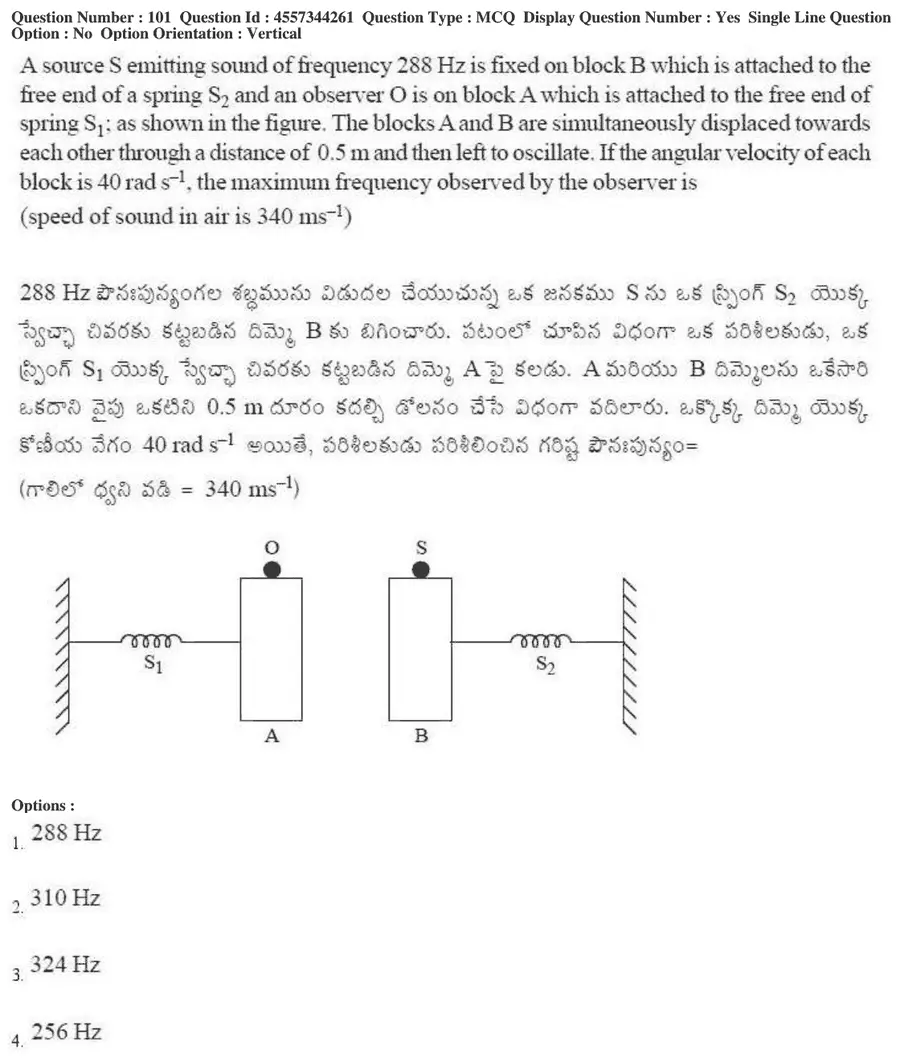 Question Number : 101 Question Id : 4557344261 Question Type : MCQ Display Question Number : Yes Single Line Question
Option : No Option Orientation : Vertical
A source S emitting sound of frequency 288 Hz is fixed on block B which is attached to the
free end of a spring S₂ and an observer O is on block A which is attached to the free end of
spring S₁; as shown in the figure. The blocks A and B are simultaneously displaced towards
each other through a distance of 0.5 m and then left to oscillate. If the angular velocity of each
block is 40 rad s⁻¹, the maximum frequency observed by the observer is
(speed of sound in air is 340 ms⁻¹)
288 Hz పౌనఃపున్యంగల శబ్దమును విడుదల చేయుచున్న ఒక జనకము S ను ఒక స్ప్రింగ్ S₂ యొక్క
స్వేచ్ఛా చివరకు కట్టబడిన దిమ్మె B కు బిగించారు. పటంలో చూపిన విధంగా ఒక పరిశీలకుడు, ఒక
స్ప్రింగ్ S₁ యొక్క స్వేచ్ఛా చివరకు కట్టబడిన దిమ్మె A పై కలడు. A మరియు B దిమ్మెలను ఒకేసారి
ఒకదాని వైపు ఒకటిని 0.5 m దూరం కదల్చి డోలనం చేసే విధంగా వదిలారు. ఒక్కొక్క దిమ్మె యొక్క
కోణీయ వేగం 40 rad s⁻¹ అయితే, పరిశీలకుడు పరిశీలించిన గరిష్ట పౌనఃపున్యం=
(గాలిలో ధ్వని వడి = 340 ms⁻¹)
O S
S₁ S₂
A B
Options :
1. 288 Hz
2. 310 Hz
3. 324 Hz
4. 256 Hz